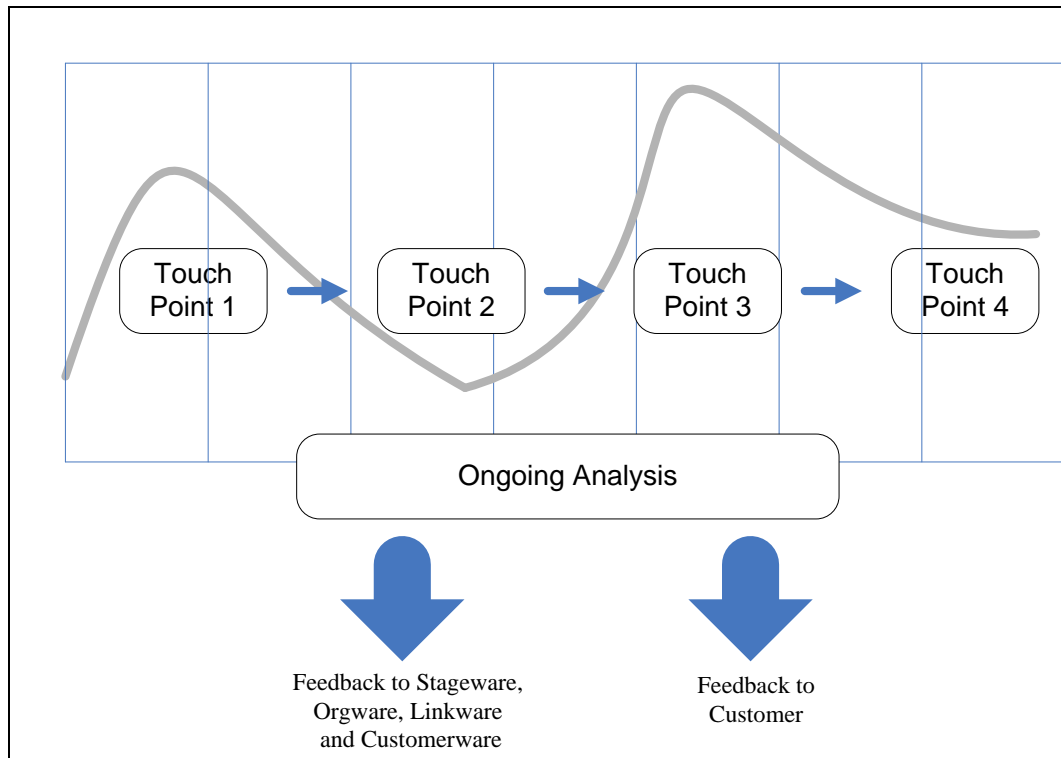 Touch
Point 1
Touch
Point 2
Touch
Point 3
Touch
Point 4
Ongoing Analysis
Feedback to Stageware,
Orgware, Linkware
and Customerware
Feedback to
Customer